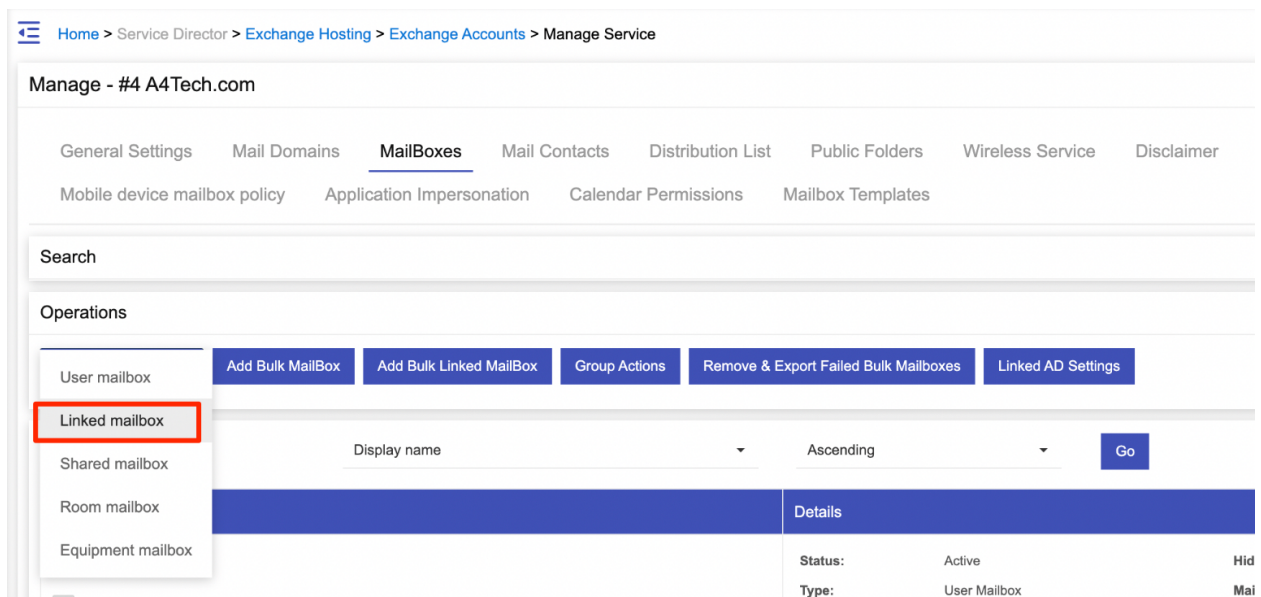 Home > Service Director > Exchange Hosting > Exchange Accounts > Manage Service
Manage - #4 A4Tech.com
General Settings Mail Domains MailBoxes Mail Contacts Distribution List Public Folders Wireless Service Disclaimer
Mobile device mailbox policy Application Impersonation Calendar Permissions Mailbox Templates
Search
Operations
User mailbox Add Bulk MailBox Add Bulk Linked MailBox Group Actions Remove & Export Failed Bulk Mailboxes Linked AD Settings
Linked mailbox
Shared mailbox Display name Ascending Go
Room mailbox Details
Equipment mailbox
Status: Active Hid
Type: User Mailbox Mai